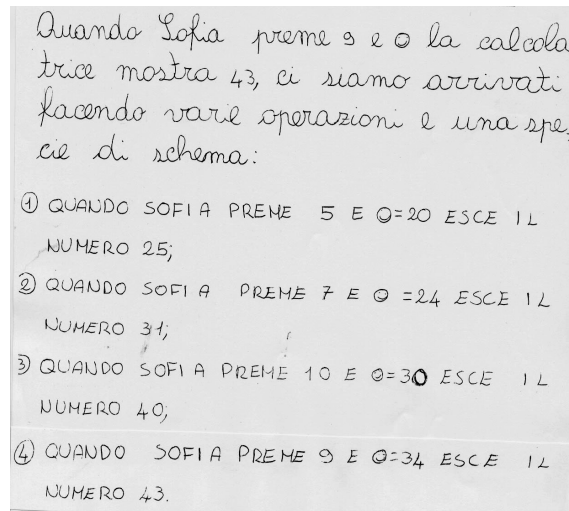 Quando Sofia preme 9 e O la calcola
trice mostra 43, ci siamo arrivati
facendo varie operazioni e una spe
cie di schema:
① QUANDO SOFIA PREME 5 E O=20 ESCE IL
NUMERO 25;
② QUANDO SOFIA PREME 7 E O =24 ESCE IL
NUMERO 31;
③ QUANDO SOFIA PREME 10 E O=30 ESCE IL
NUMERO 40;
④ QUANDO SOFIA PREME 9 E O=34 ESCE IL
NUMERO 43.